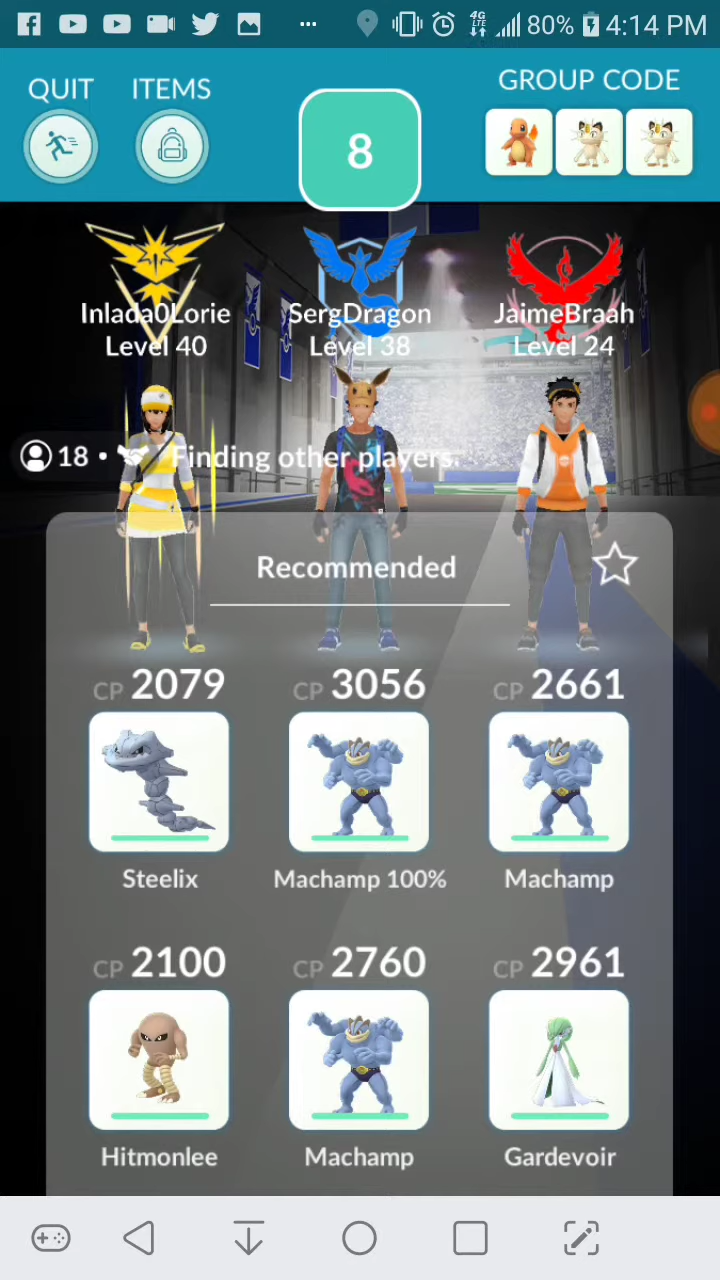 4G LTE 80% 4:14 PM
QUIT ITEMS GROUP CODE
8
Inlada0Lorie SergDragon JaimeBraah
Level 40 Level 38 Level 24
18 • Finding other players.
Recommended
CP 2079 CP 3056 CP 2661
Steelix Machamp 100% Machamp
CP 2100 CP 2760 CP 2961
Hitmonlee Machamp Gardevoir